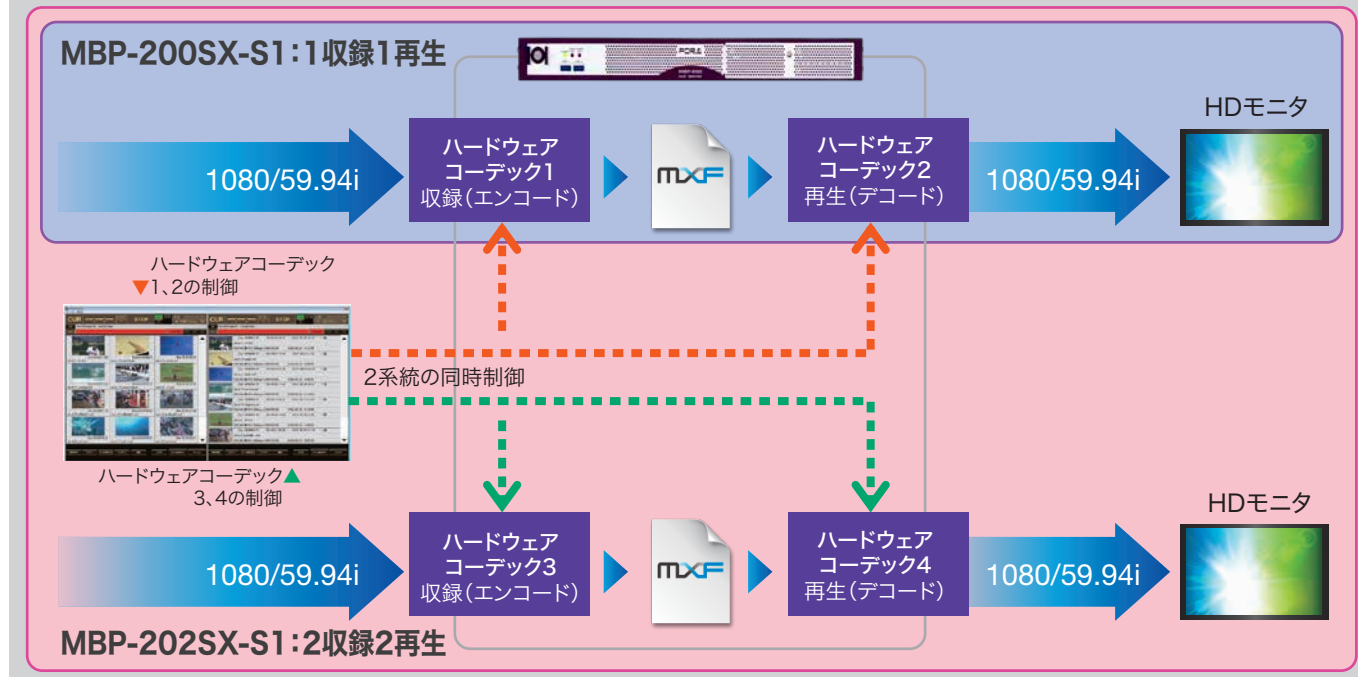 MBP-200SX-S1:1収録1再生
FOR.A
HDモニタ
1080/59.94i
ハードウェア
コーデック1
収録(エンコード)
MXF
ハードウェア
コーデック2
再生(デコード)
1080/59.94i
ハードウェアコーデック
▼1、2の制御
2系統の同時制御
ハードウェアコーデック▲
3、4の制御
HDモニタ
1080/59.94i
ハードウェア
コーデック3
収録(エンコード)
MXF
ハードウェア
コーデック4
再生(デコード)
1080/59.94i
MBP-202SX-S1:2収録2再生